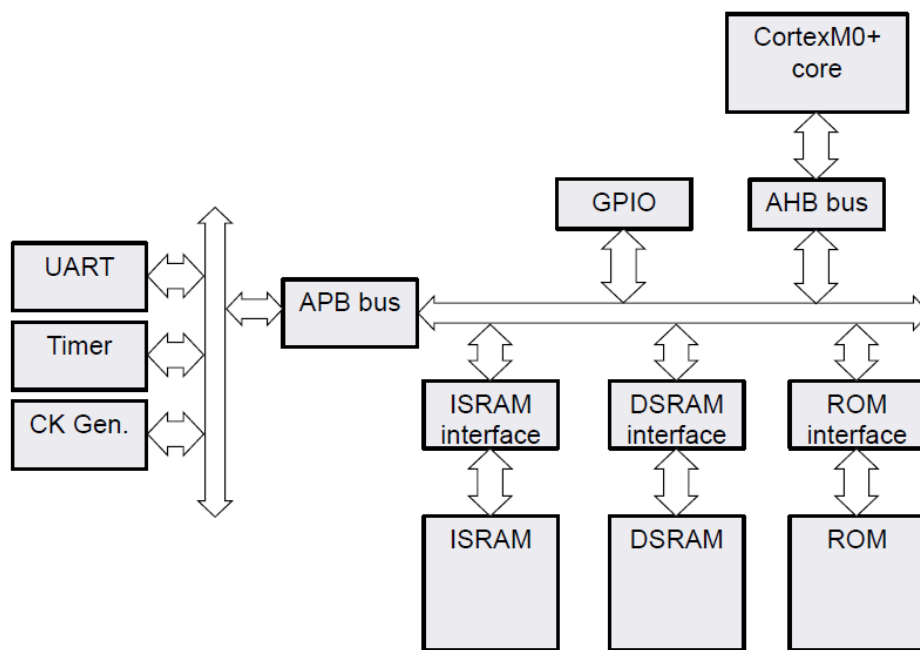 CortexM0+
core
GPIO
AHB bus
UART
APB bus
Timer
CK Gen.
ISRAM
interface
DSRAM
interface
ROM
interface
ISRAM
DSRAM
ROM